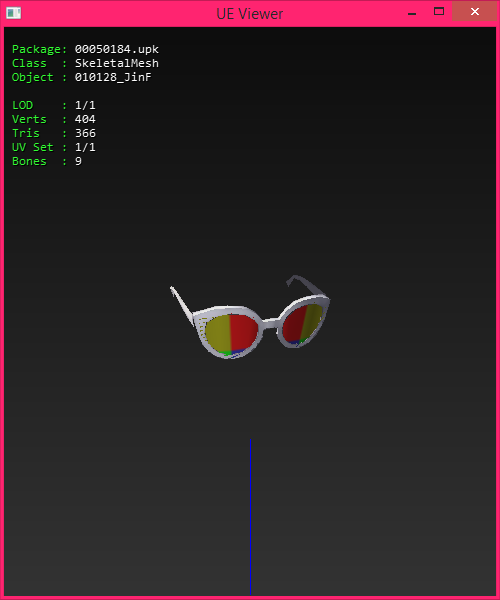 UE Viewer
Package: 00050184.upk
Class : SkeletalMesh
Object : 010128_JinF
LOD : 1/1
Verts : 404
Tris : 366
UV Set : 1/1
Bones : 9